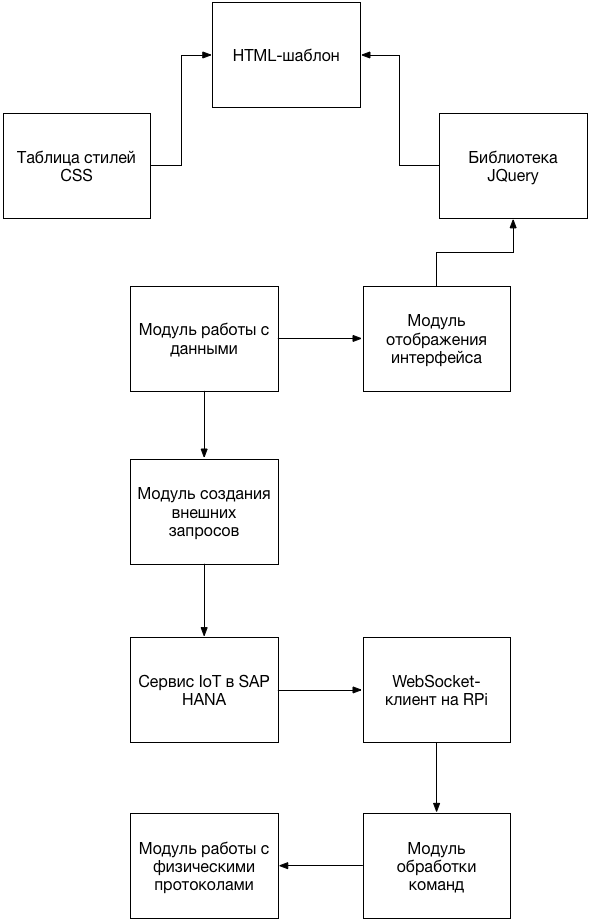 HTML-шаблон
Таблица стилей
CSS
Библиотека
JQuery
Модуль работы с
данными
Модуль
отображения
интерфейса
Модуль создания
внешних
запросов
Сервис IoT в SAP
HANA
WebSocket-
клиент на RPi
Модуль работы с
физическими
протоколами
Модуль
обработки
команд